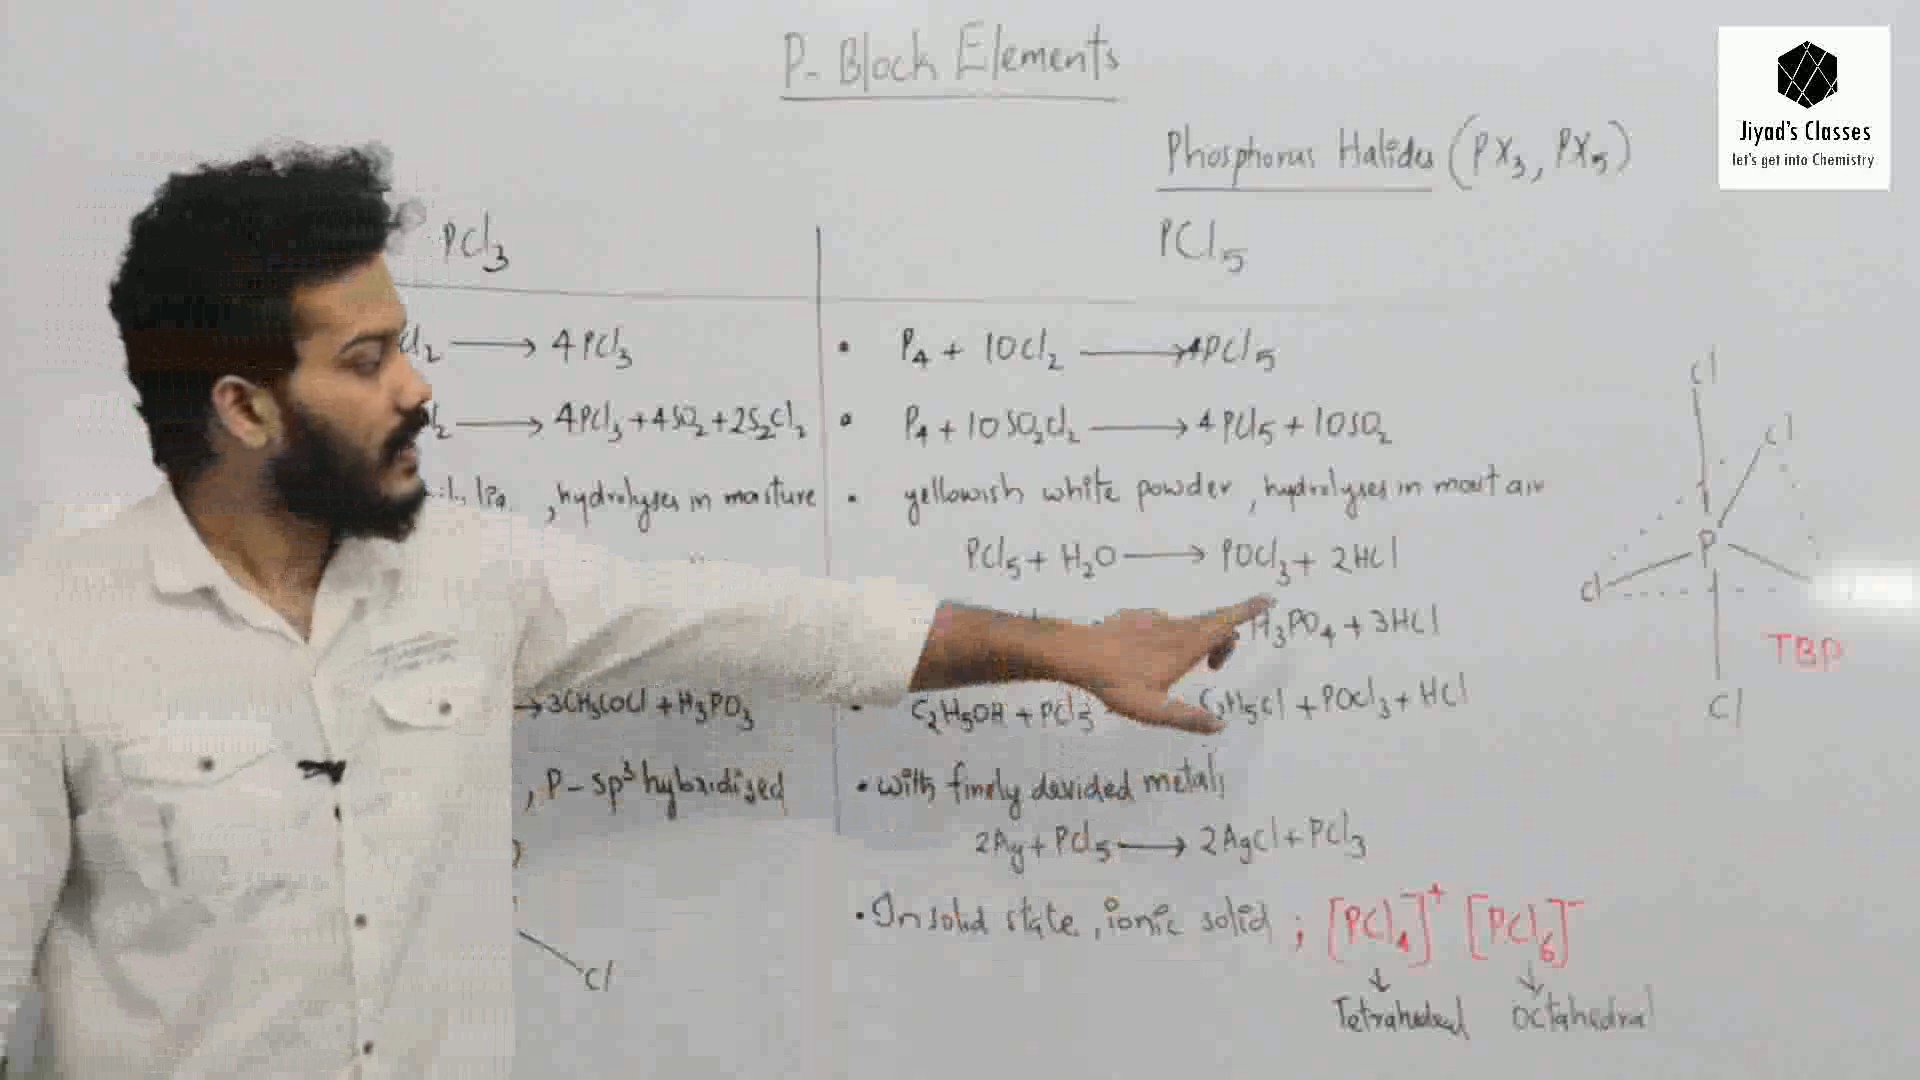 P- Block Elements
Jiyad's Classes
let's get into Chemistry
Phosphorus Halides (PX₃, PX₅)
PCl₃
Cl₂ ⟶ 4PCl₃
⟶ 4PCl₃+4SO₂+2S₂Cl₂
, hydrolyses in moisture
→3CH₃COCl + H₃PO₃
, P- sp³ hybridised
Cl
PCl₅
• P₄ + 10Cl₂ ⟶ 4PCl₅
• P₄ + 10SO₂Cl₂ ⟶ 4PCl₅ + 10SO₂
• yellowish white powder, hydrolyses in moist air
PCl₅ + H₂O ⟶ POCl₃ + 2HCl
H₃PO₄ + 3HCl
• C₂H₅OH + PCl₅ C₂H₅Cl + POCl₃ + HCl
• with finely devided metals
2Ag + PCl₅ ⟶ 2AgCl + PCl₃
• In solid state, ionic solid ; [PCl₄]⁺ [PCl₆]⁻
↓ ↓
Tetrahedral Octahedral
Cl
Cl
P
Cl
TBP
Cl